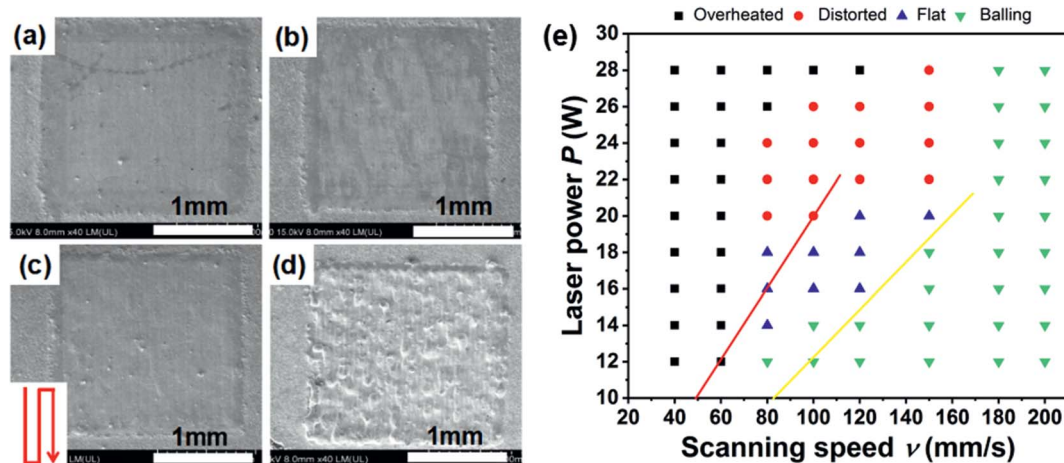 (a)
1mm
5.0kV 8.0mm x40 LM(UL)
(b)
1mm
15.0kV 8.0mm x40 LM(UL)
(c)
1mm
LM(UL)
(d)
1mm
kV 8.0mm x40 LM(UL)
(e)
Overheated Distorted Flat Balling
Laser power P (W)
30
28
26
24
22
20
18
16
14
12
10
20 40 60 80 100 120 140 160 180 200
Scanning speed ν (mm/s)